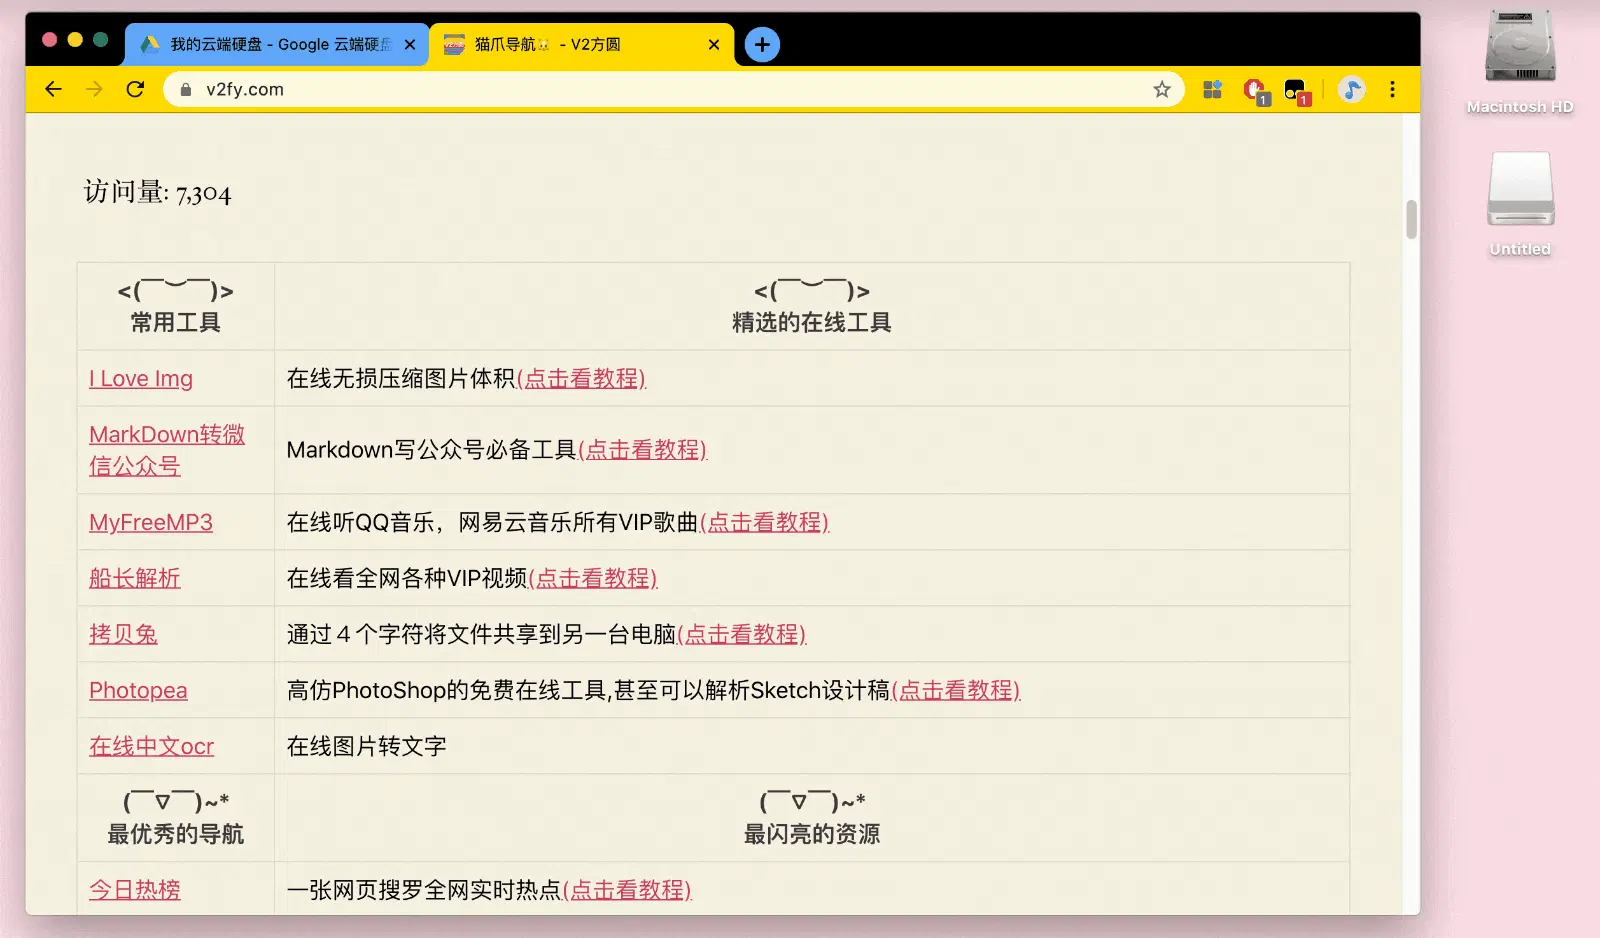 我的云端硬盘 - Google 云端硬盘
猫爪导航 - V2方圆
v2fy.com
1
1
Macintosh HD
Untitled
访问量: 7,304
<(￣︶￣)>
常用工具
<(￣︶￣)>
精选的在线工具
I Love Img
在线无损压缩图片体积(点击看教程)
MarkDown转微
信公众号
Markdown写公众号必备工具(点击看教程)
MyFreeMP3
在线听QQ音乐，网易云音乐所有VIP歌曲(点击看教程)
船长解析
在线看全网各种VIP视频(点击看教程)
拷贝兔
通过４个字符将文件共享到另一台电脑(点击看教程)
Photopea
高仿PhotoShop的免费在线工具,甚至可以解析Sketch设计稿(点击看教程)
在线中文ocr
在线图片转文字
(￣▽￣)~*
最优秀的导航
(￣▽￣)~*
最闪亮的资源
今日热榜
一张网页搜罗全网实时热点(点击看教程)